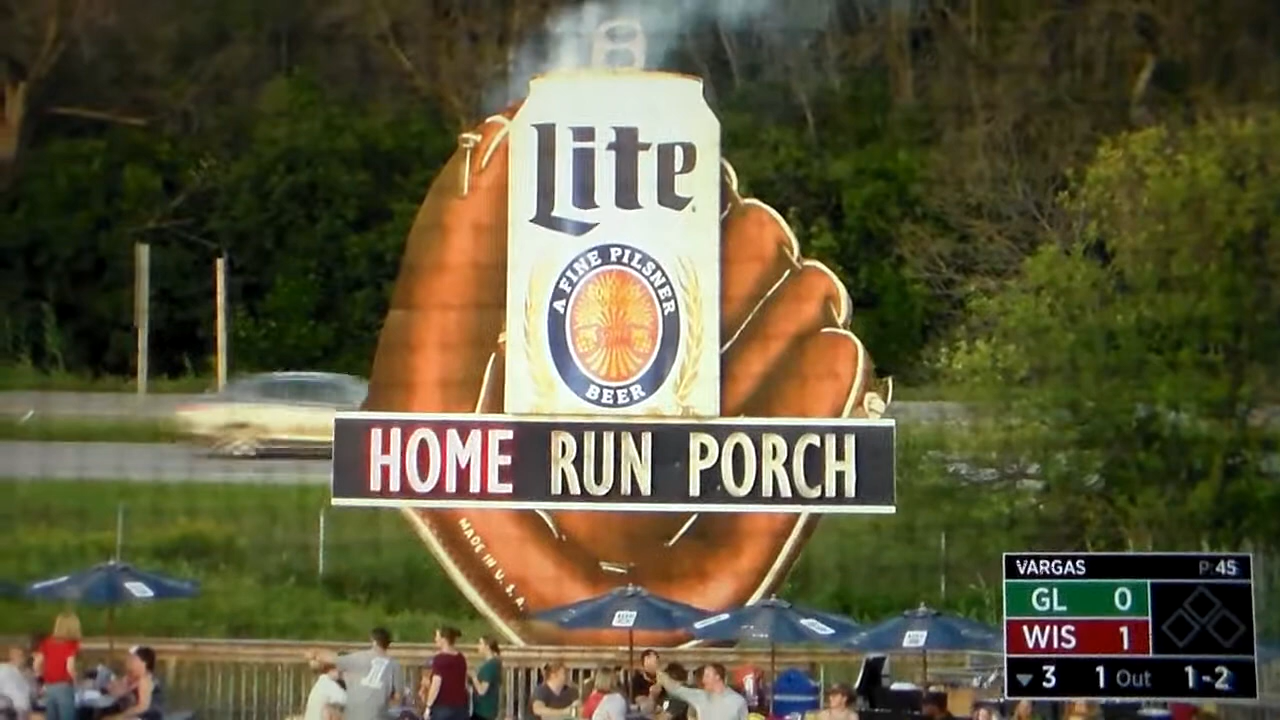 Lite
A FINE PILSNER
BEER
HOME RUN PORCH
MADE IN U.S.A.
VARGAS P:45
GL 0
WIS 1
3 1 Out 1-2